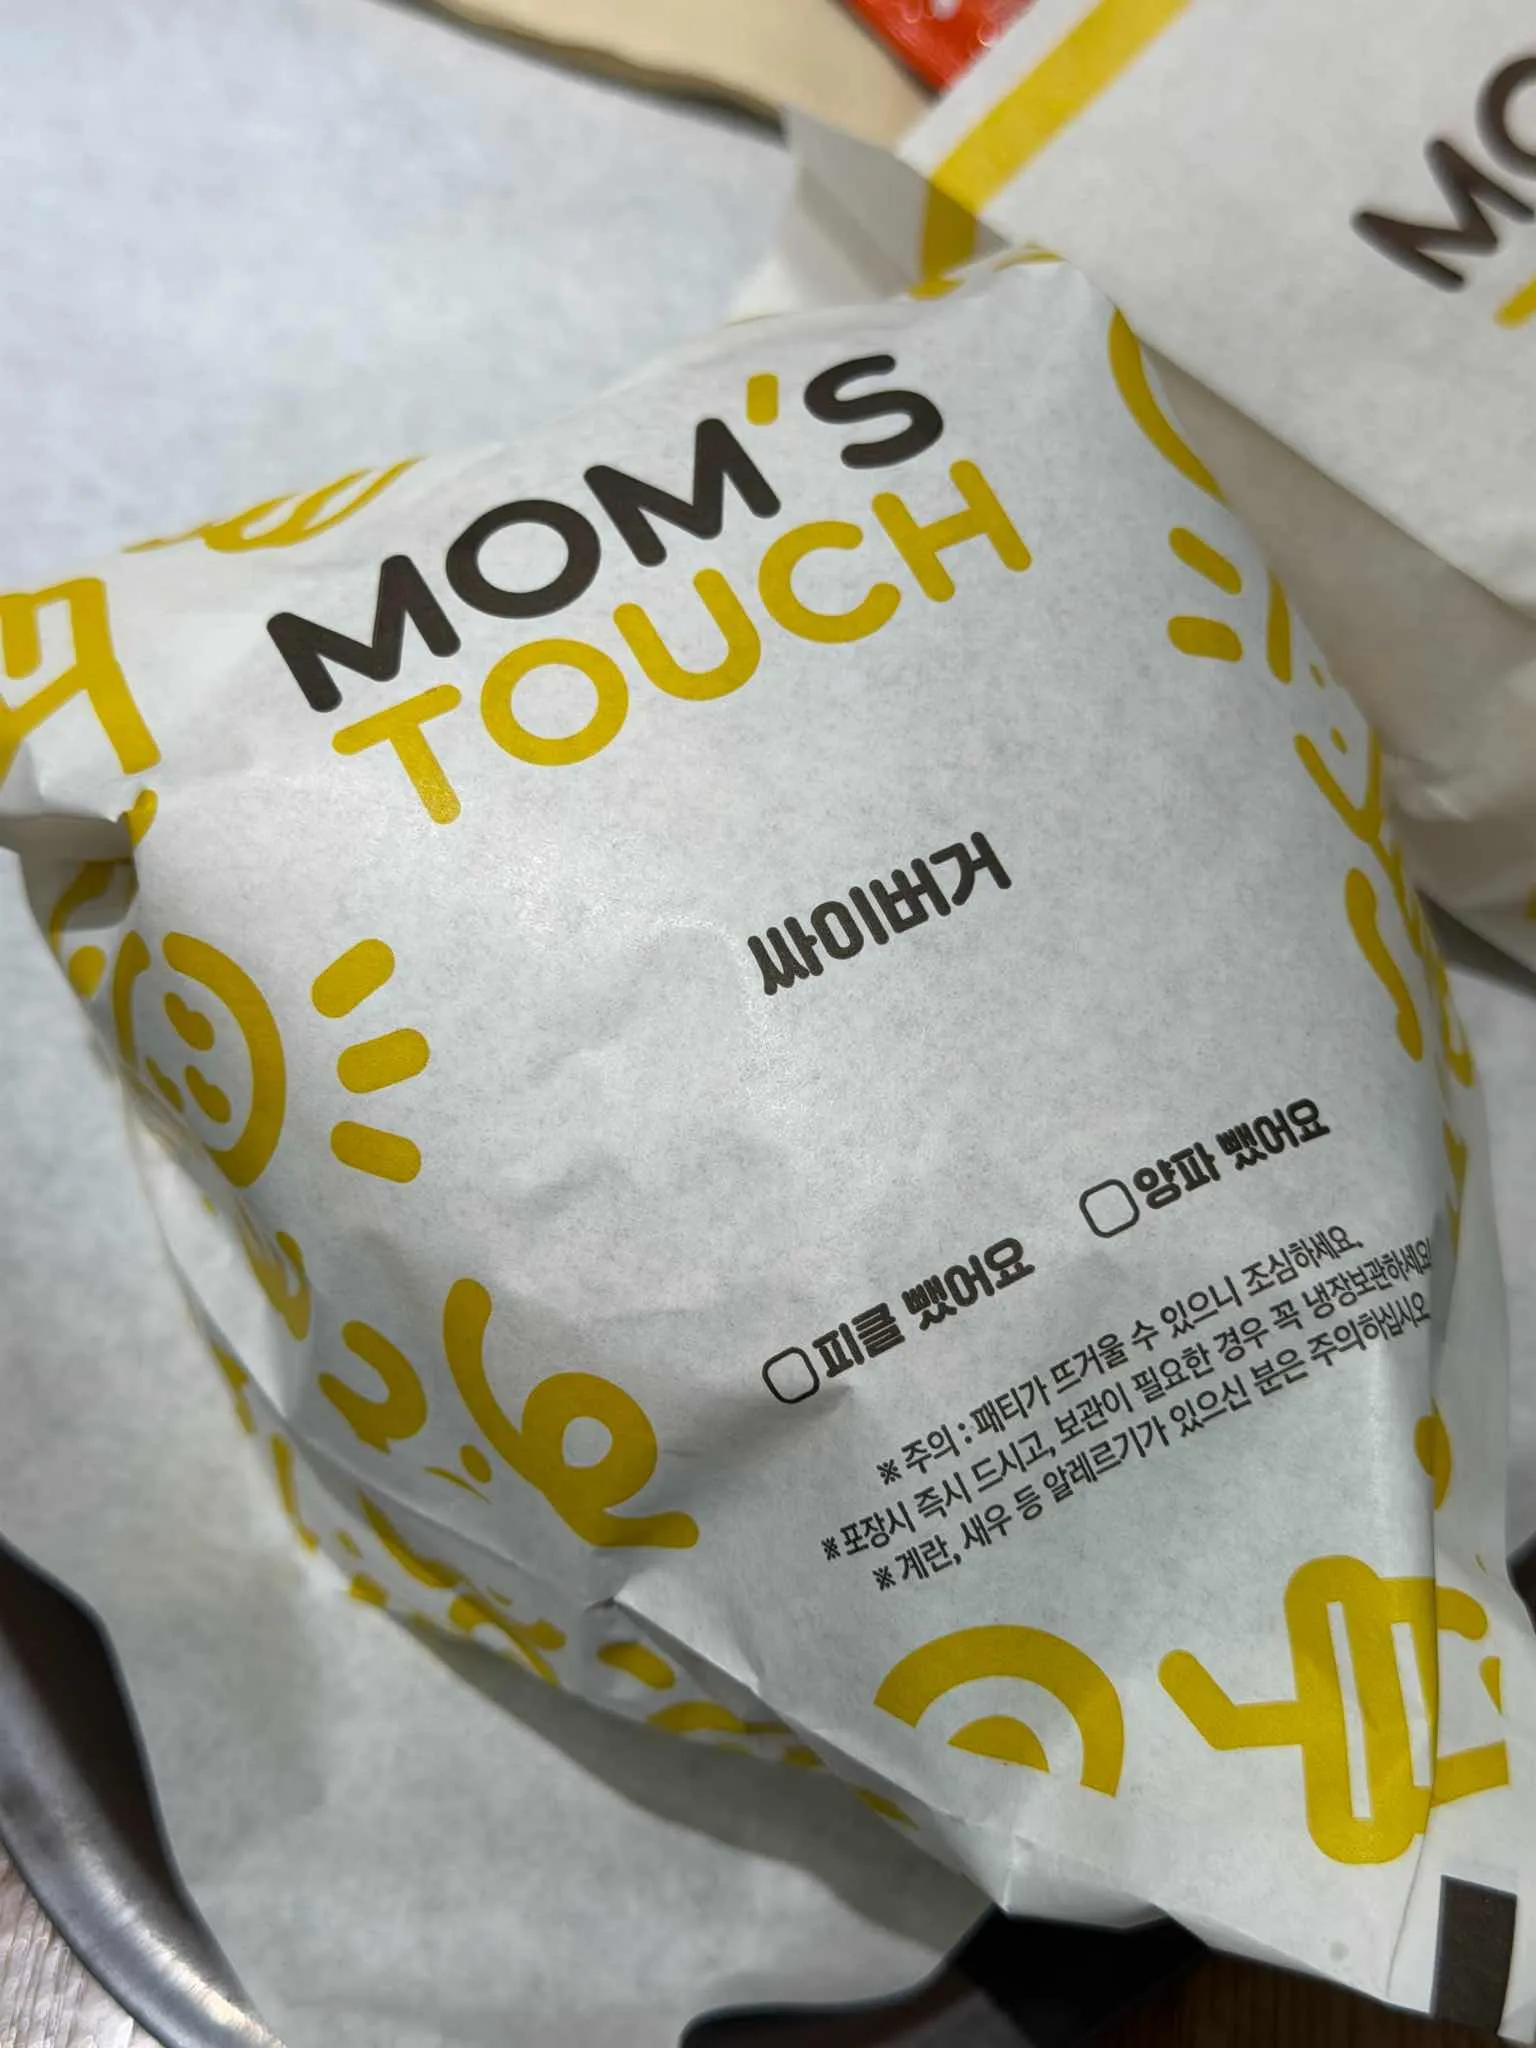 MOM'S
TOUCH
싸이버거
피클 뺐어요 양파 뺐어요
※ 주의 : 패티가 뜨거울 수 있으니 조심하세요.
※ 포장시 즉시 드시고, 보관이 필요한 경우 꼭 냉장보관하세요
※ 계란, 새우 등 알레르기가 있으신 분은 주의하십시오